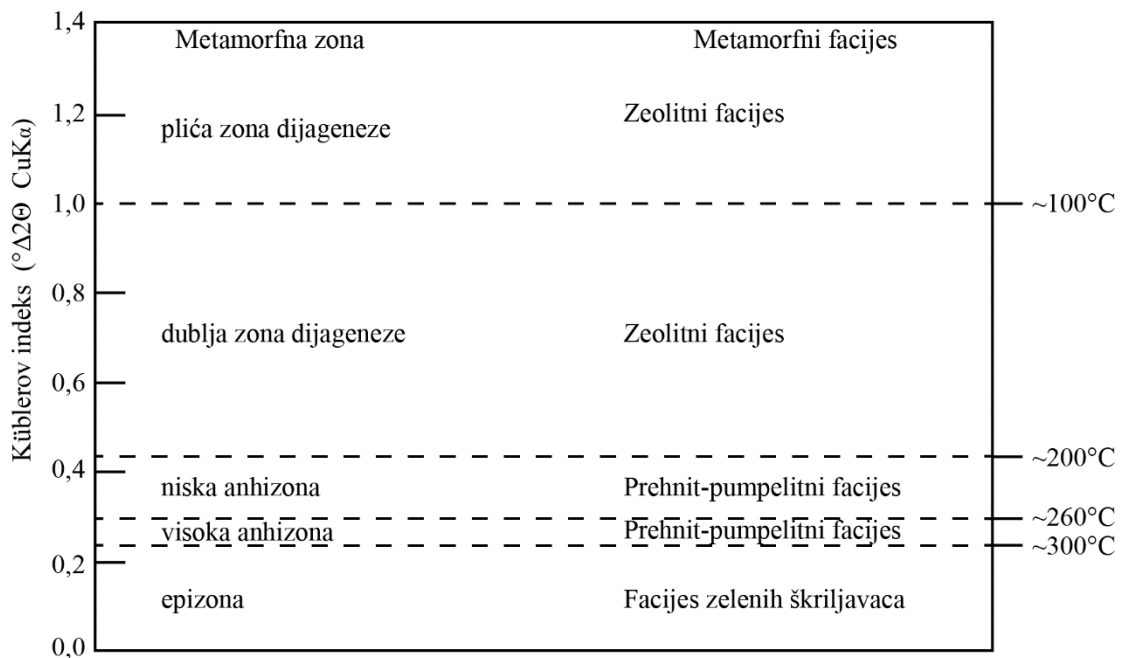 Küblerov indeks (°Δ2Θ CuKα)
1,4
Metamorfna zona
Metamorfni facijes
1,2
plića zona dijageneze
Zeolitni facijes
1,0
~100°C
0,8
dublja zona dijageneze
Zeolitni facijes
0,6
~200°C
0,4
niska anhizona
Prehnit-pumpelitni facijes
~260°C
visoka anhizona
Prehnit-pumpelitni facijes
~300°C
0,2
epizona
Facijes zelenih škriljavaca
0,0